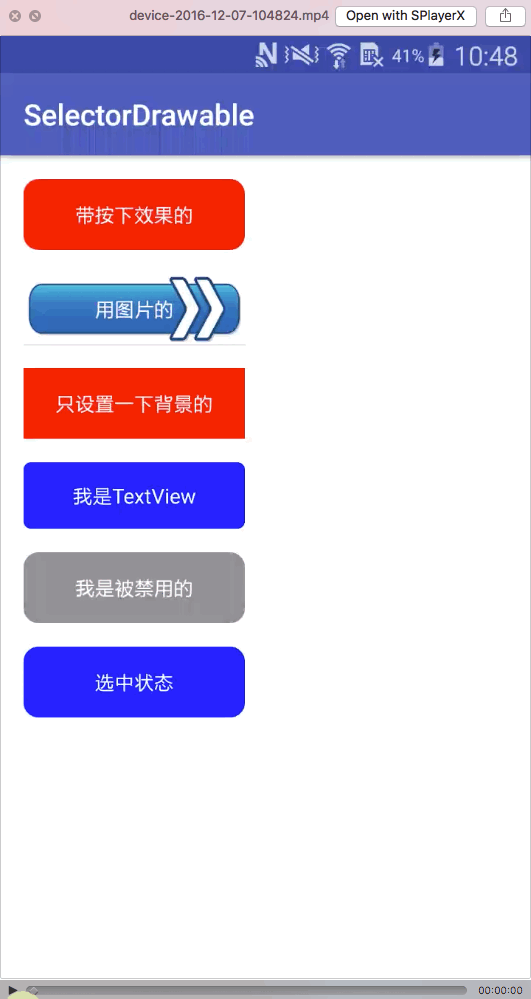 device-2016-12-07-104824.mp4
Open with SPlayerX
41%
10:48
SelectorDrawable
带按下效果的
用图片的
只设置一下背景的
我是TextView
我是被禁用的
选中状态
00:00:00